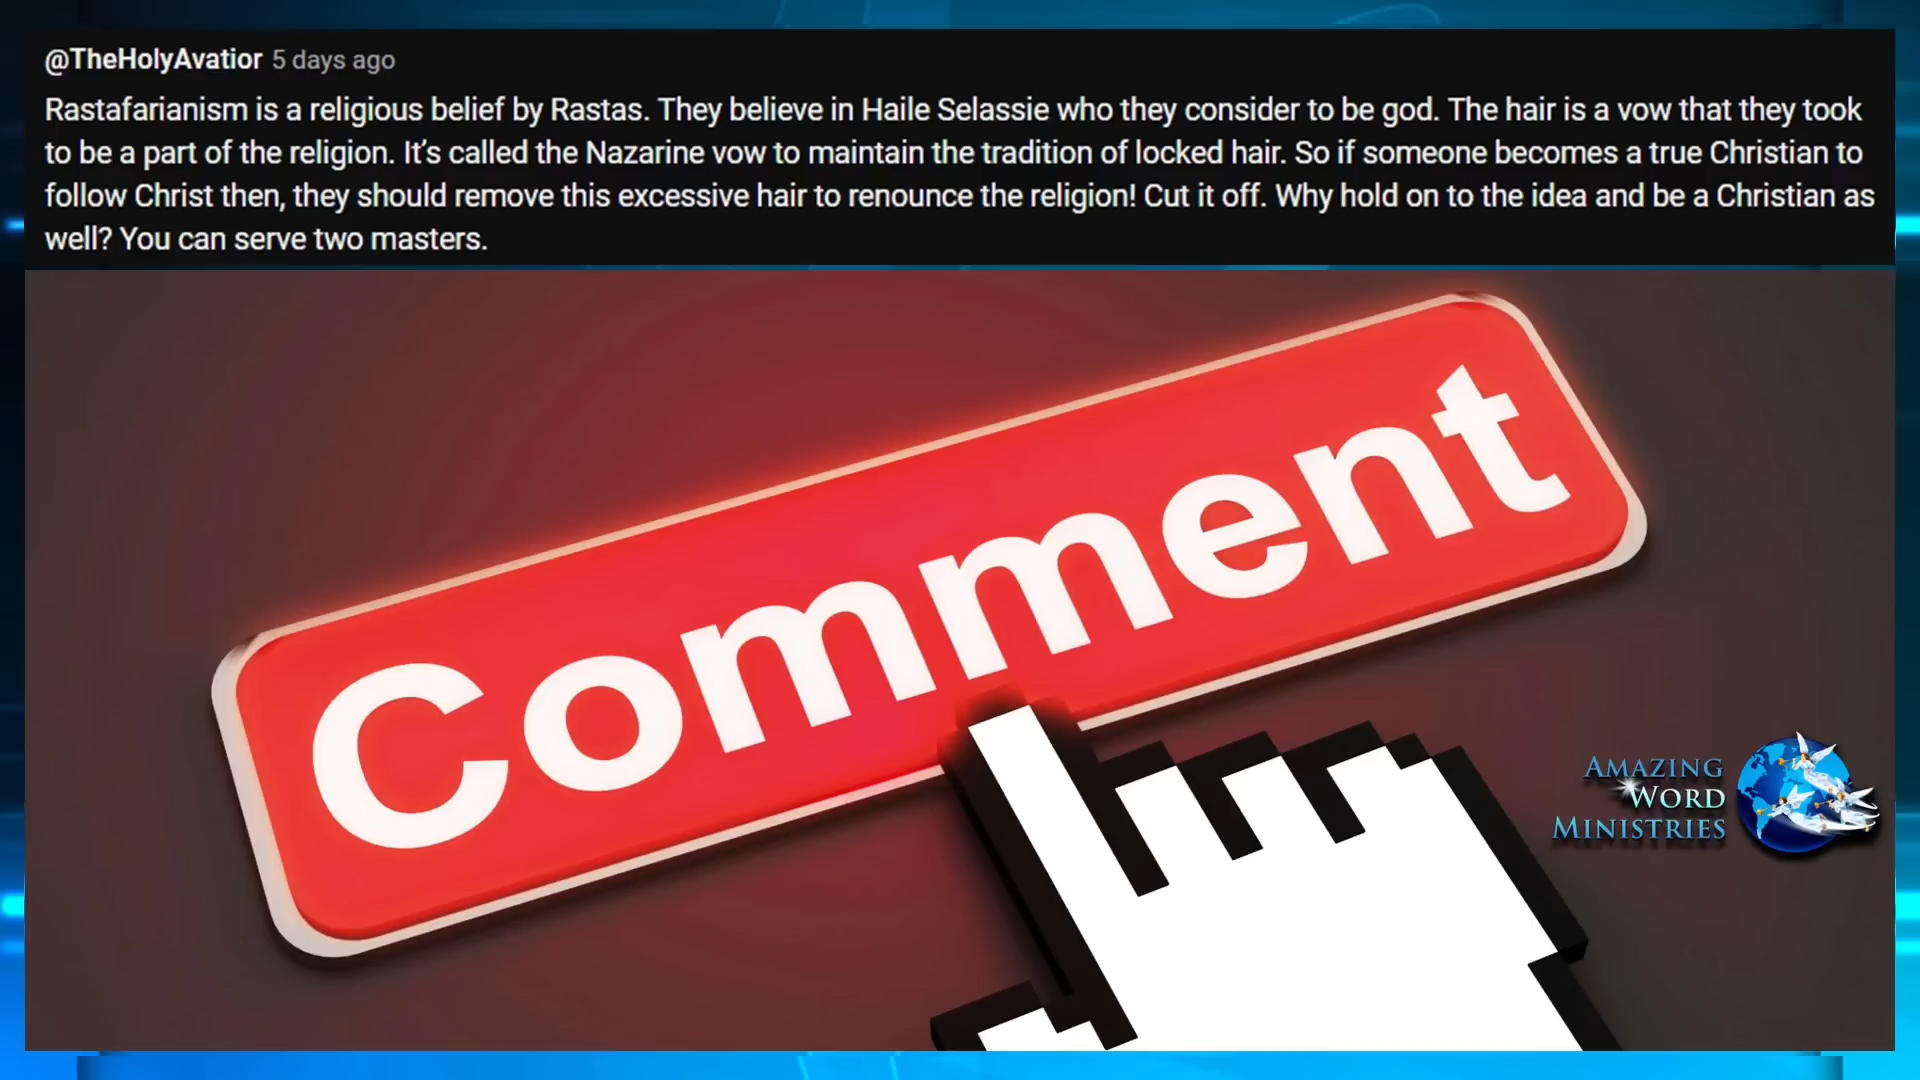 @TheHolyAvatior 5 days ago
Rastafarianism is a religious belief by Rastas. They believe in Haile Selassie who they consider to be god. The hair is a vow that they took
to be a part of the religion. It’s called the Nazarine vow to maintain the tradition of locked hair. So if someone becomes a true Christian to
follow Christ then, they should remove this excessive hair to renounce the religion! Cut it off. Why hold on to the idea and be a Christian as
well? You can serve two masters.
Comment
AMAZING
WORD
MINISTRIES